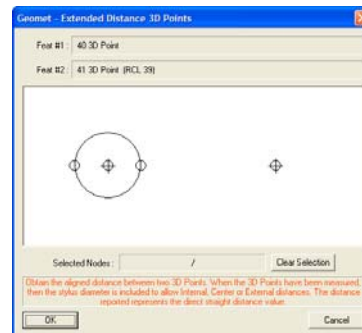 Geomet - Extended Distance 3D Points
Feat #1: 40 3D Point
Feat #2: 41 3D Point (RCL 39)
Selected Nodes: / Clear Selection
Obtain the aligned distance between two 3D Points. When the 3D Points have been measured,
then the stylus diameter is included to allow Internal, Center or External distances. The distance
reported represents the direct straight distance value.
OK Cancel